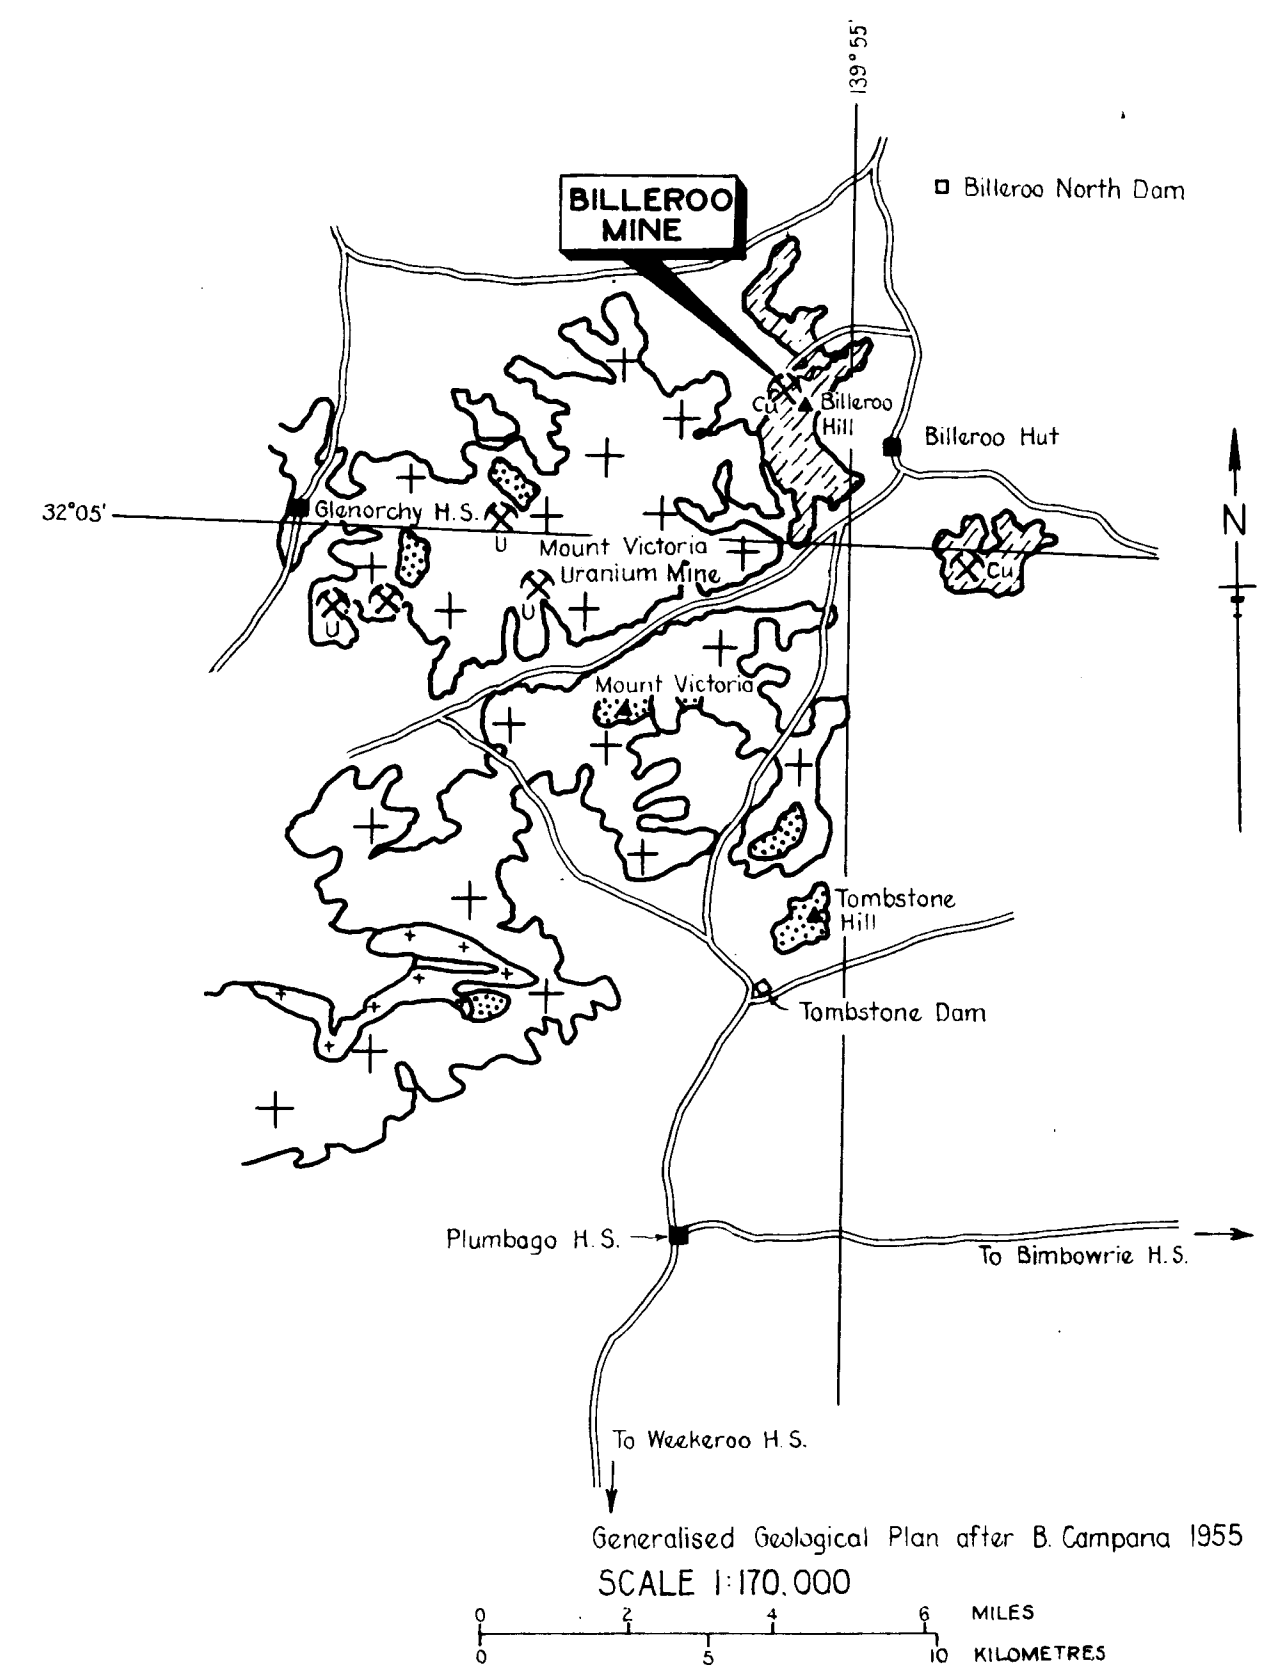 139°55'
Billeroo North Dam
BILLEROO
MINE
Cu
Billeroo
Hill
Billeroo Hut
32°05'
Glenorchy H.S.
U
N
Mount Victoria
Uranium Mine
Cu
U
U
Mount Victoria
Tombstone
Hill
Tombstone Dam
Plumbago H.S.
To Bimbowrie H.S.
To Weekeroo H.S.
Generalised Geological Plan after B. Campana 1955
SCALE 1:170,000
0 2 4 6 MILES
0 5 10 KILOMETRES